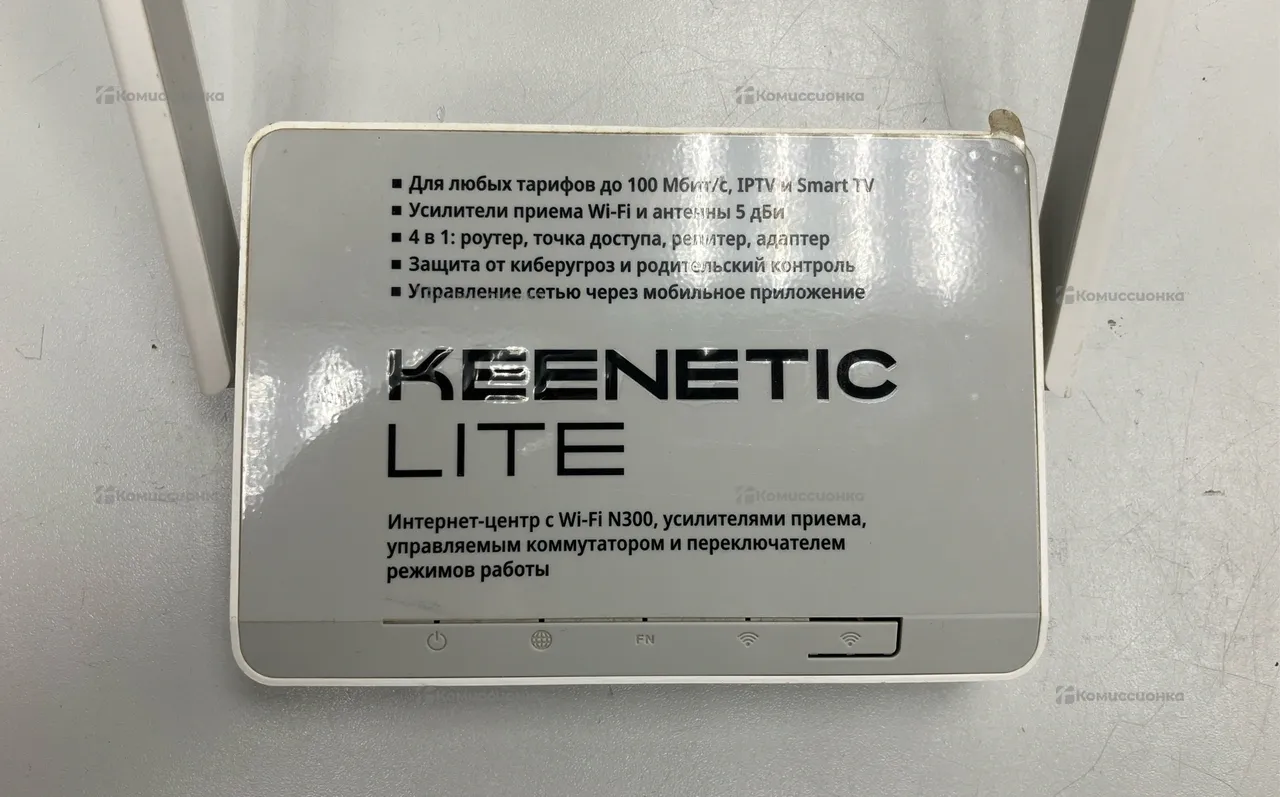 Комиссионка
Комиссионка
▪ Для любых тарифов до 100 Мбит/с, IPTV и Smart TV
▪ Усилители приема Wi-Fi и антенны 5 дБи
▪ 4 в 1: роутер, точка доступа, репитер, адаптер
▪ Защита от киберугроз и родительский контроль
▪ Управление сетью через мобильное приложение
Комиссионка
KEENETIC
LITE
Комиссионка
Комиссионка
Интернет-центр с Wi-Fi N300, усилителями приема,
управляемым коммутатором и переключателем
режимов работы
FN
Комиссионка